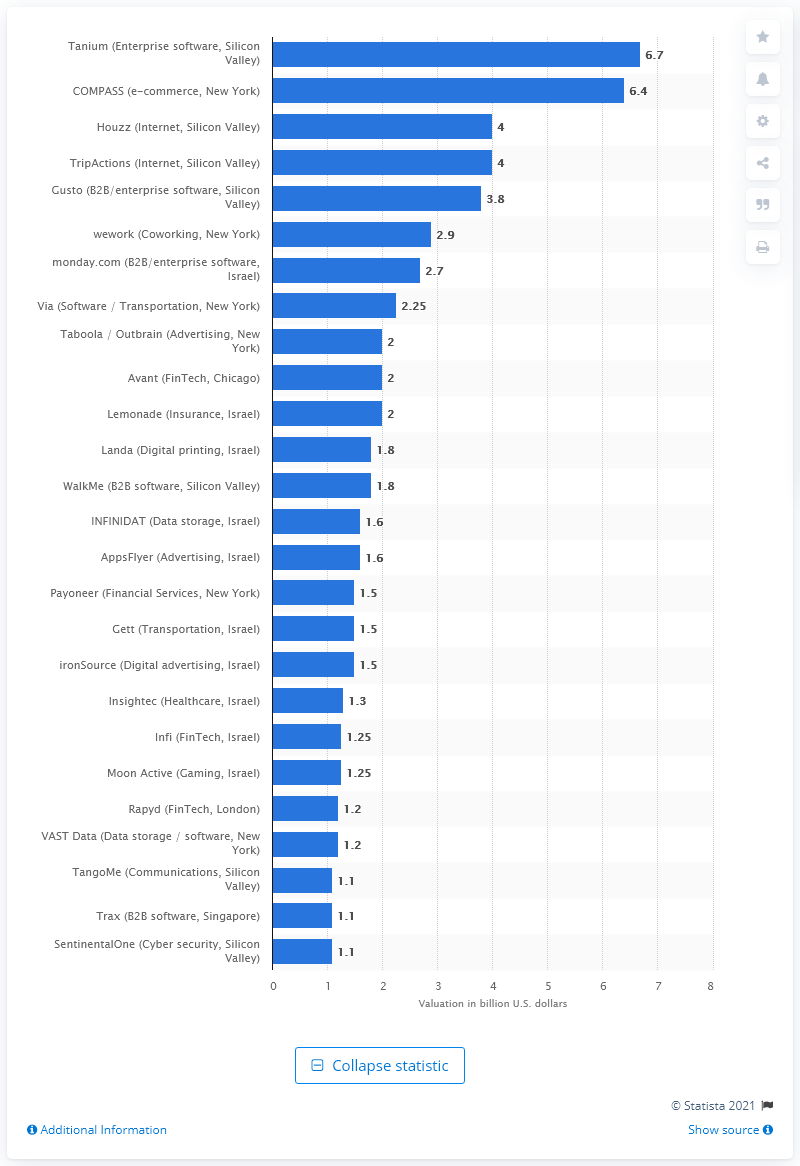 Tanium (Enterprise software, Silicon
Valley)
6.7
COMPASS (e-commerce, New York)
6.4
Houzz (Internet, Silicon Valley)
4
TripActions (Internet, Silicon Valley)
4
Gusto (B2B/enterprise software, Silicon
Valley)
3.8
wework (Coworking, New York)
2.9
monday.com (B2B/enterprise software,
Israel)
2.7
Via (Software / Transportation, New York)
2.25
Taboola / Outbrain (Advertising, New
York)
2
Avant (FinTech, Chicago)
2
Lemonade (Insurance, Israel)
2
Landa (Digital printing, Israel)
1.8
WalkMe (B2B software, Silicon Valley)
1.8
INFINIDAT (Data storage, Israel)
1.6
AppsFlyer (Advertising, Israel)
1.6
Payoneer (Financial Services, New York)
1.5
Gett (Transportation, Israel)
1.5
ironSource (Digital advertising, Israel)
1.5
Insightec (Healthcare, Israel)
1.3
Infi (FinTech, Israel)
1.25
Moon Active (Gaming, Israel)
1.25
Rapyd (FinTech, London)
1.2
VAST Data (Data storage / software, New
York)
1.2
TangoMe (Communications, Silicon
Valley)
1.1
Trax (B2B software, Singapore)
1.1
SentinentalOne (Cyber security, Silicon
Valley)
1.1
0 1 2 3 4 5 6 7 8
Valuation in billion U.S. dollars
Collapse statistic
© Statista 2021
Additional Information
Show source